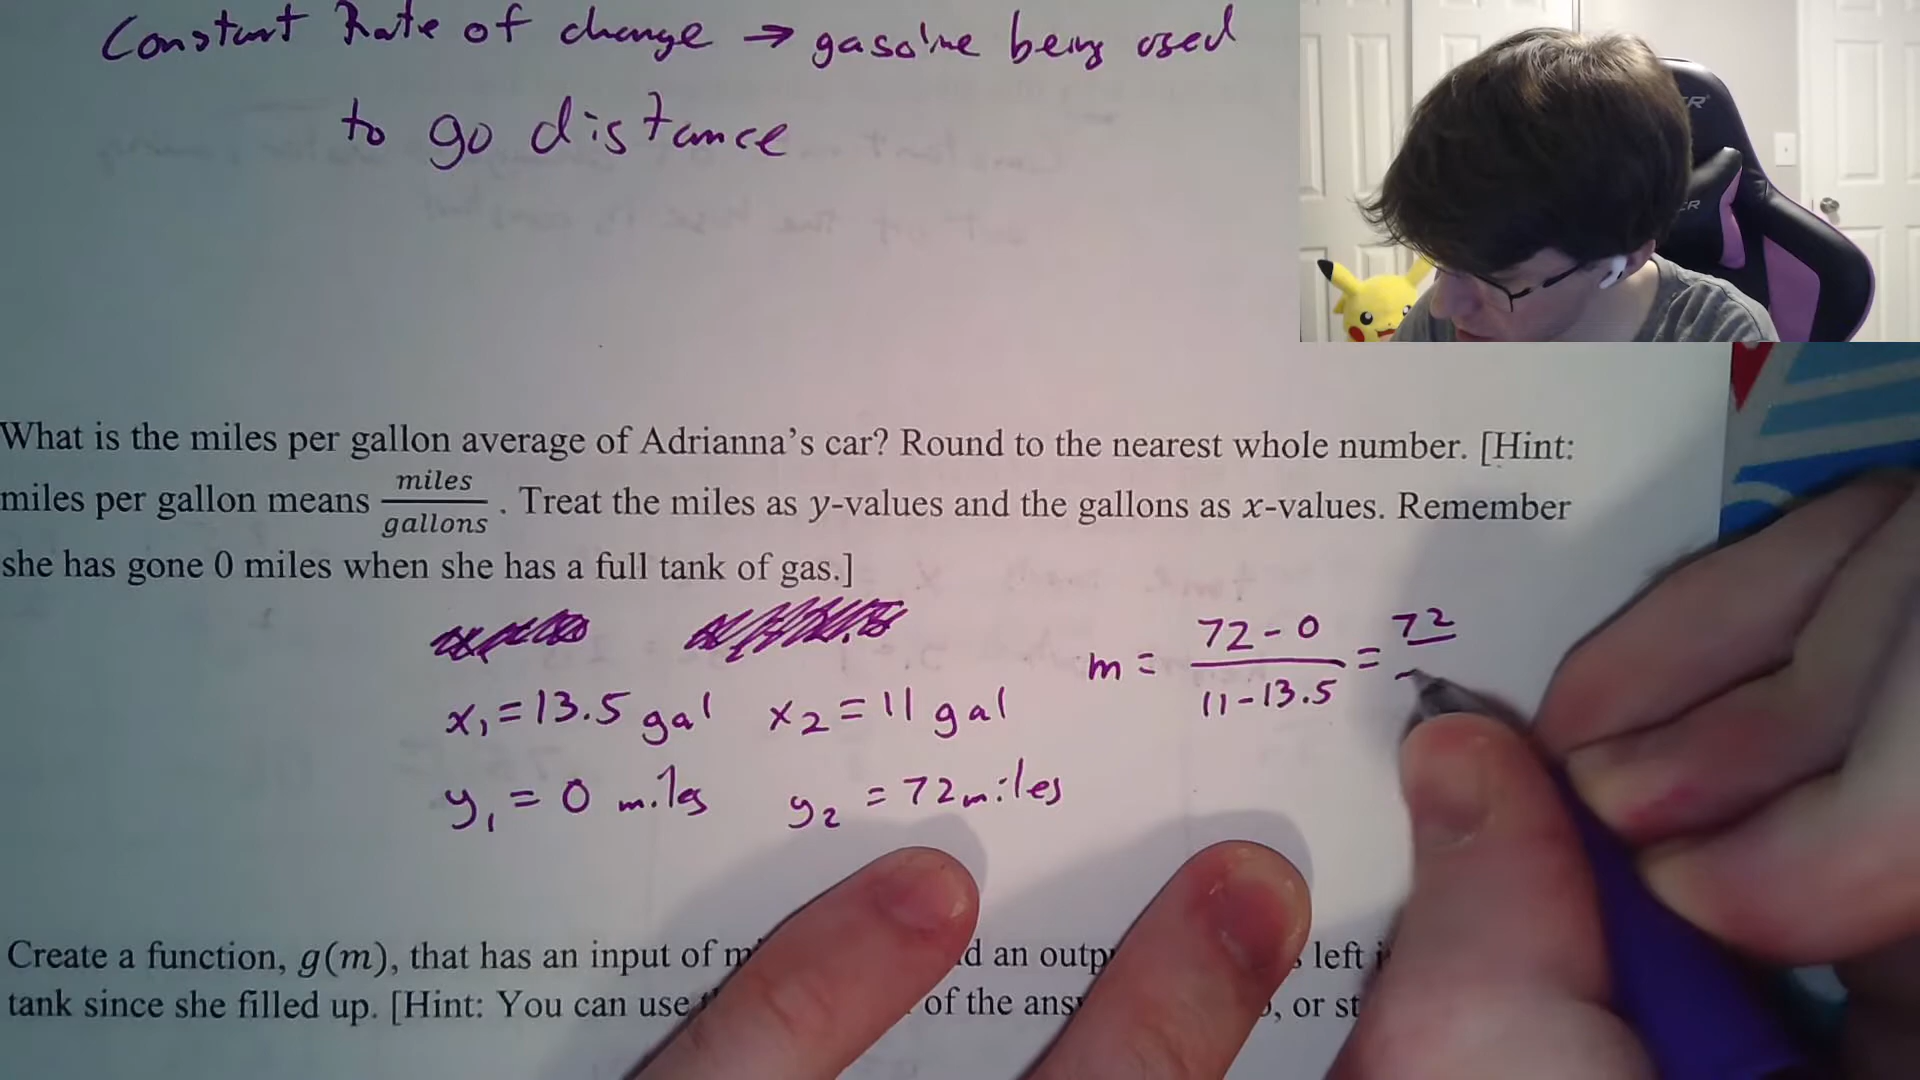 Constant Rate of change → gasoline being used
to go distance
What is the miles per gallon average of Adrianna's car? Round to the nearest whole number. [Hint:
miles per gallon means miles/gallons . Treat the miles as y-values and the gallons as x-values. Remember
she has gone 0 miles when she has a full tank of gas.]
m = 72-0/11-13.5 = 72/-
x₁ = 13.5 gal x₂ = 11 gal
y₁ = 0 miles y₂ = 72 miles
Create a function, g(m), that has an input of m d an outp left i
tank since she filled up. [Hint: You can use of the ans , or st